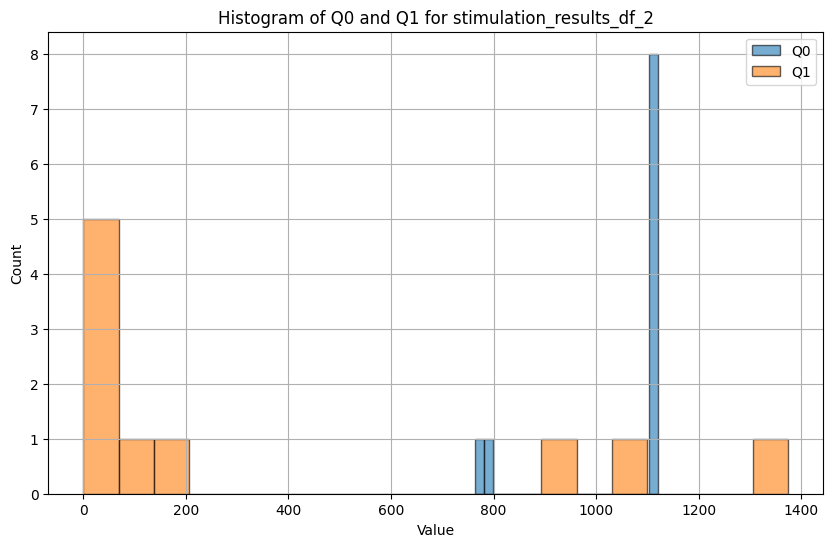 Histogram of Q0 and Q1 for stimulation_results_df_2
Q0
Q1
8
7
6
5
4
3
2
1
0
Count
0 200 400 600 800 1000 1200 1400
Value